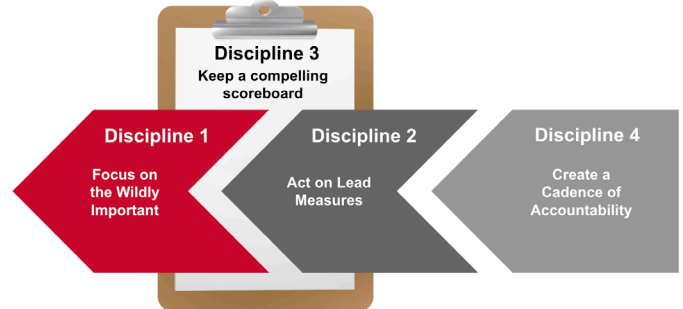 Discipline 3
Keep a compelling
scoreboard
Discipline 1
Focus on
the Wildly
Important
Discipline 2
Act on Lead
Measures
Discipline 4
Create a
Cadence of
Accountability